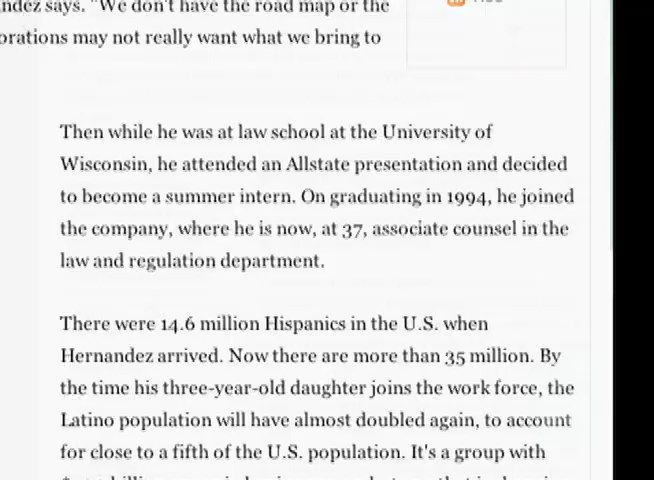 ndez says. "We don't have the road map or the
orations may not really want what we bring to
Then while he was at law school at the University of
Wisconsin, he attended an Allstate presentation and decided
to become a summer intern. On graduating in 1994, he joined
the company, where he is now, at 37, associate counsel in the
law and regulation department.
There were 14.6 million Hispanics in the U.S. when
Hernandez arrived. Now there are more than 35 million. By
the time his three-year-old daughter joins the work force, the
Latino population will have almost doubled again, to account
for close to a fifth of the U.S. population. It's a group with